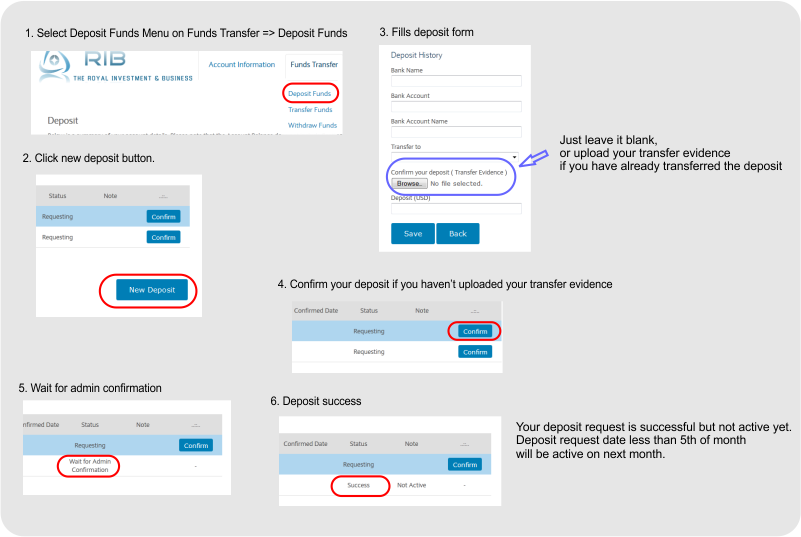 1. Select Deposit Funds Menu on Funds Transfer => Deposit Funds
RIB
THE ROYAL INVESTMENT & BUSINESS
Account Information
Funds Transfer
Deposit Funds
Transfer Funds
Withdraw Funds
Deposit
2. Click new deposit button.
Status Note ..::..
Requesting Confirm
Requesting Confirm
New Deposit
3. Fills deposit form
Deposit History
Bank Name
Bank Account
Bank Account Name
Transfer to
Confirm your deposit ( Transfer Evidence )
Browse.. No file selected.
Deposit (USD)
Save Back
Just leave it blank,
or upload your transfer evidence
if you have already transferred the deposit
4. Confirm your deposit if you haven't uploaded your transfer evidence
Confirmed Date Status Note ..::..
Requesting Confirm
Requesting Confirm
5. Wait for admin confirmation
nfirmed Date Status Note ..::..
Requesting Confirm
Wait for Admin
Confirmation -
6. Deposit success
Confirmed Date Status Note ..::..
Requesting Confirm
Success Not Active -
Your deposit request is successful but not active yet.
Deposit request date less than 5th of month
will be active on next month.